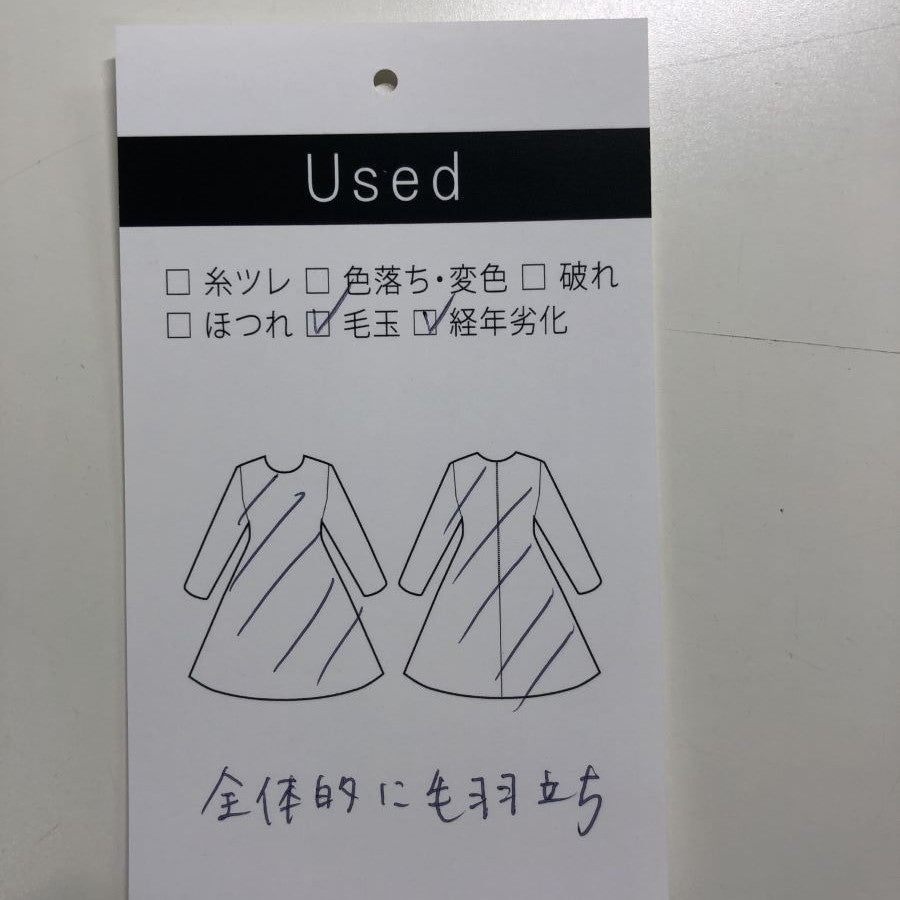 Used
□ 糸ツレ □ 色落ち・変色 □ 破れ
□ ほつれ ☑ 毛玉 ☑ 経年劣化
全体的に毛羽立ち